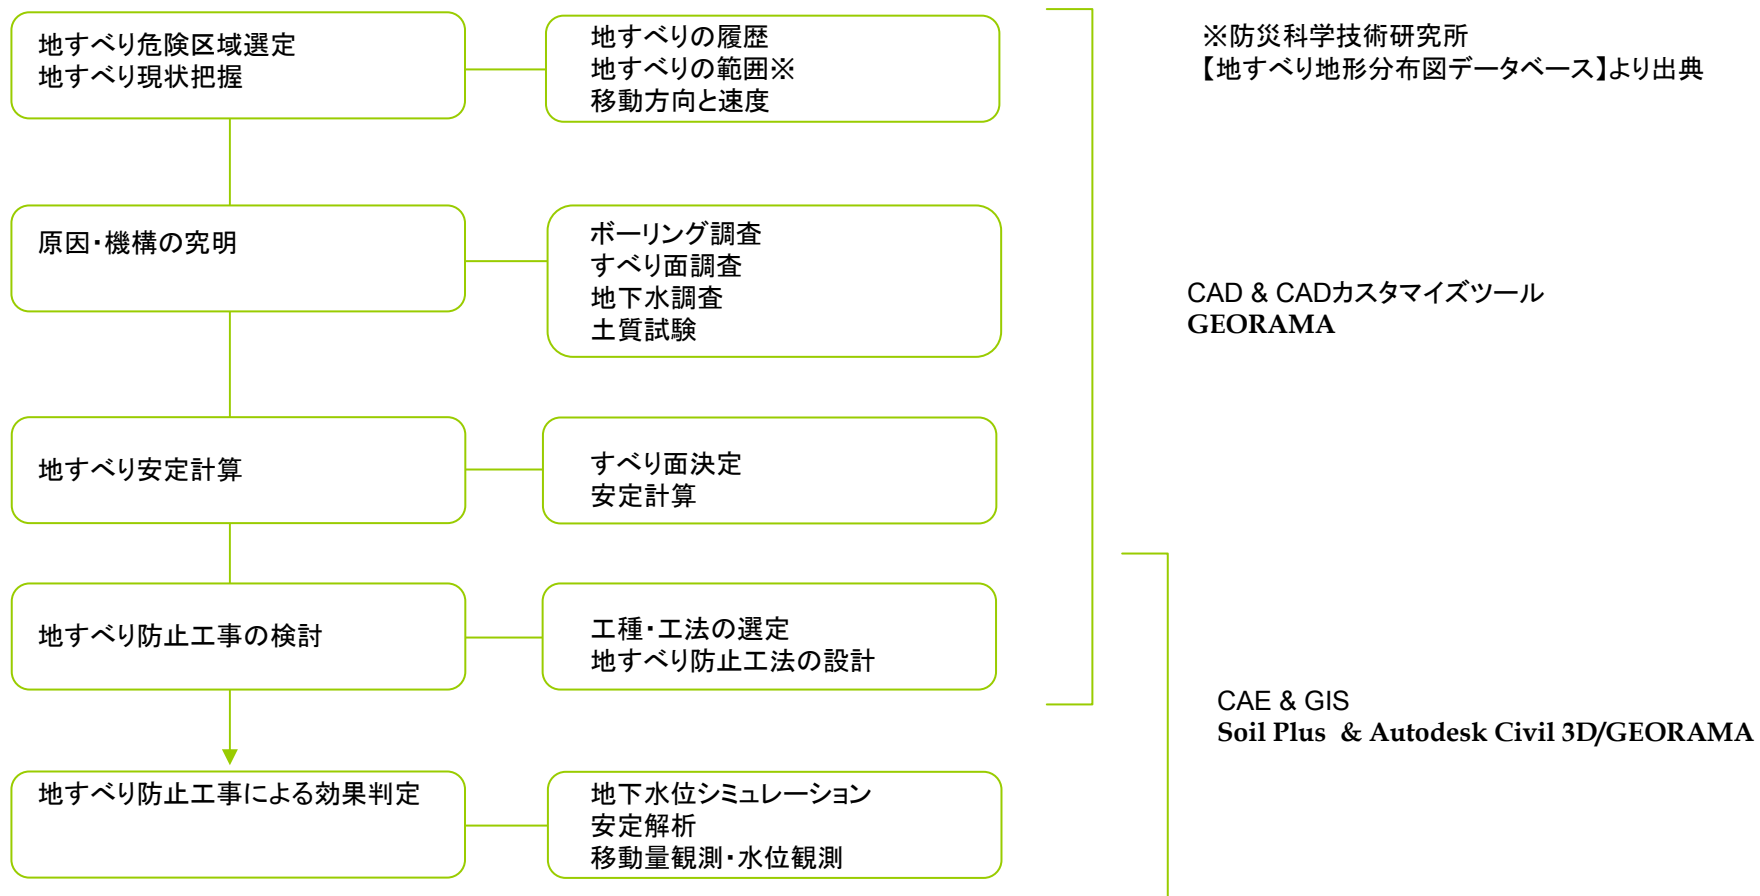 地すべり危険区域選定
地すべり現状把握
地すべりの履歴
地すべりの範囲※
移動方向と速度
※防災科学技術研究所
【地すべり地形分布図データベース】より出典
原因・機構の究明
ボーリング調査
すべり面調査
地下水調査
土質試験
CAD & CADカスタマイズツール
GEORAMA
地すべり安定計算
すべり面決定
安定計算
地すべり防止工事の検討
工種・工法の選定
地すべり防止工法の設計
CAE & GIS
Soil Plus & Autodesk Civil 3D/GEORAMA
地すべり防止工事による効果判定
地下水位シミュレーション
安定解析
移動量観測・水位観測